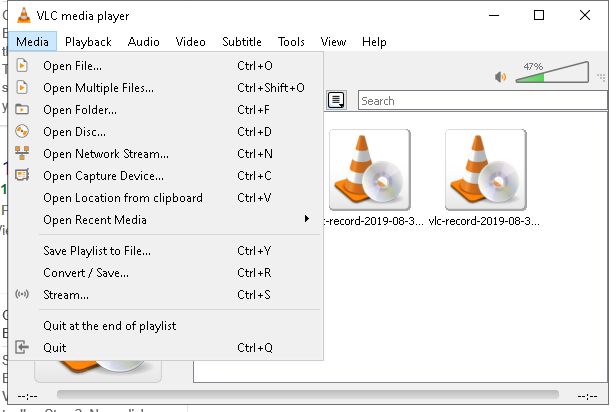 VLC media player
Media Playback Audio Video Subtitle Tools View Help
Open File... Ctrl+O
Open Multiple Files... Ctrl+Shift+O
Open Folder... Ctrl+F
Open Disc... Ctrl+D
Open Network Stream... Ctrl+N
Open Capture Device... Ctrl+C
Open Location from clipboard Ctrl+V
Open Recent Media
Save Playlist to File... Ctrl+Y
Convert / Save... Ctrl+R
Stream... Ctrl+S
Quit at the end of playlist
Quit Ctrl+Q
47%
Search
-record-2019-08-3... vlc-record-2019-08-3...
--:-- --:--